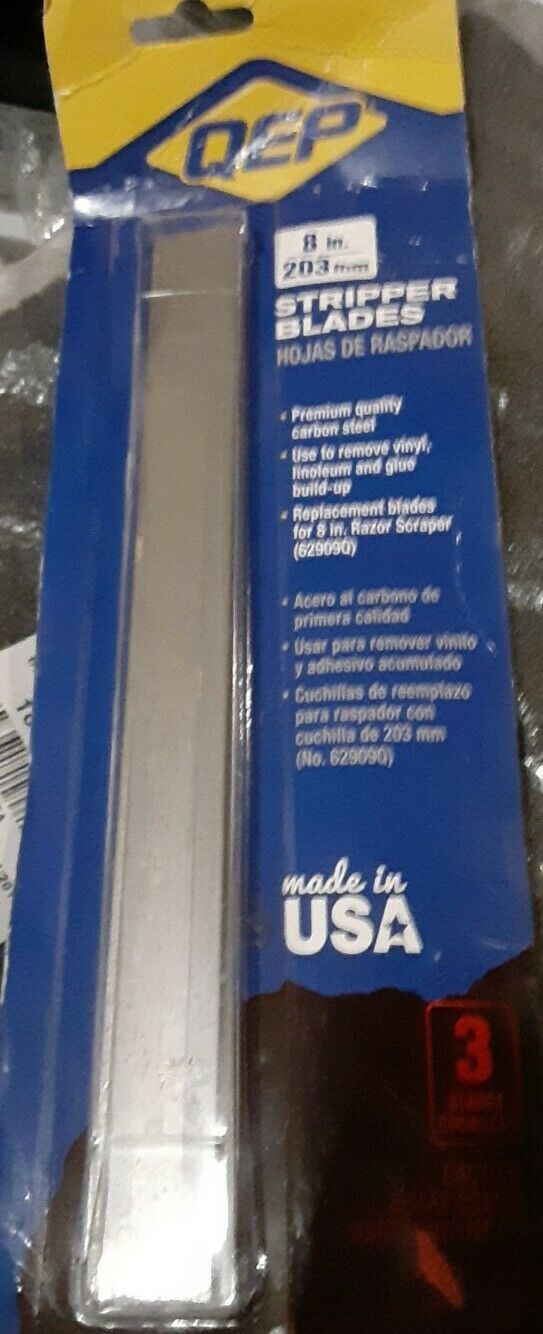 QEP
8 in.
203 mm
STRIPPER
BLADES
HOJAS DE RASPADOR
• Premium quality
carbon steel
• Use to remove vinyl,
linoleum and glue
build-up
• Replacement blades
for 8 in. Razor Scraper
(62909Q)
• Acero al carbono de
primera calidad
• Usar para remover vinilo
y adhesivo acumulado
• Cuchillas de reemplazo
para raspador con
cuchilla de 203 mm
(No. 62909Q)
made in
USA
3